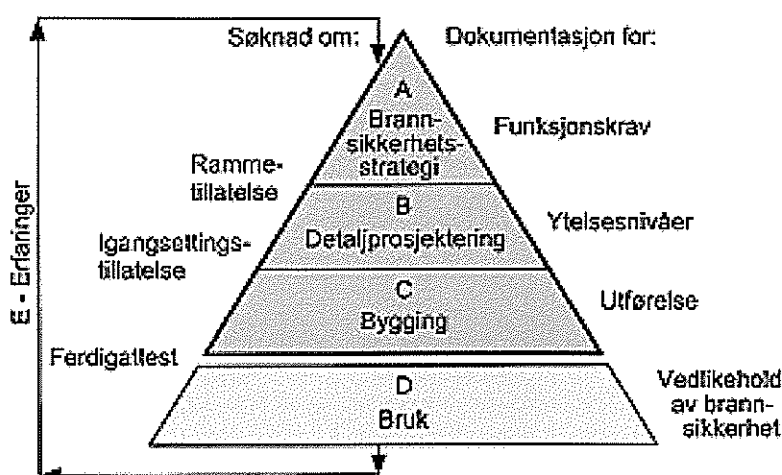 Søknad om:
Dokumentasjon for:
A
Brann-
sikkerhets-
strategi
Funksjonskrav
Ramme-
tillatelse
B
Detaljprosjektering
Ytelsesnivåer
Igangsettings-
tillatelse
C
Bygging
Utførelse
Ferdigattest
D
Bruk
Vedlikehold
av brann-
sikkerhet
E - Erfaringer